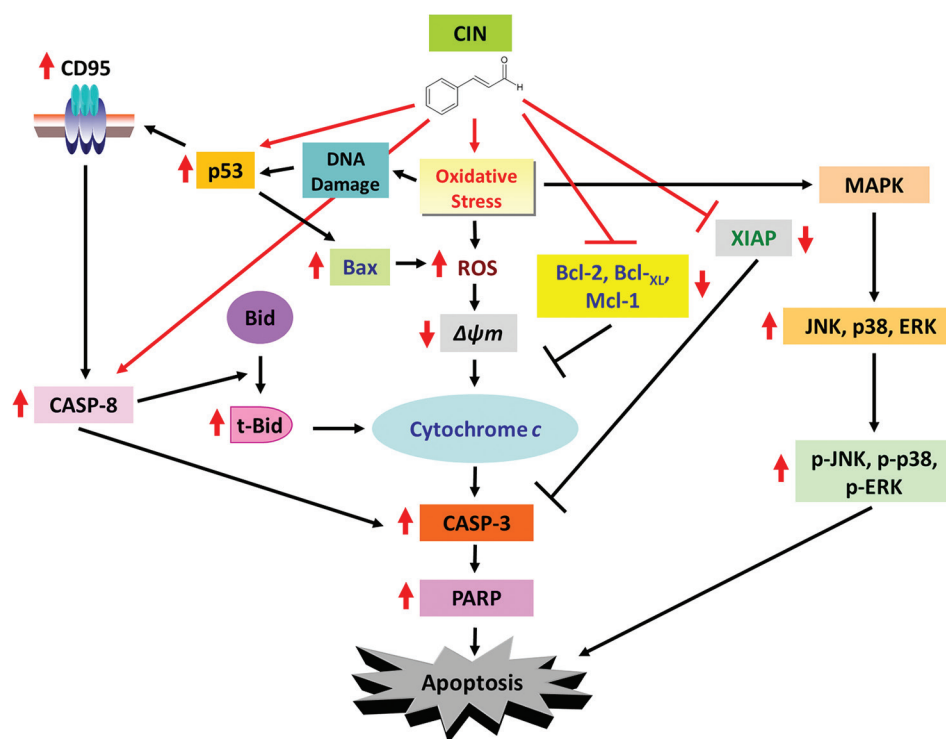 CIN
O
H
CD95
p53
DNA
Damage
Oxidative
Stress
MAPK
XIAP
Bax
ROS
Bcl-2, Bcl-XL,
Mcl-1
Bid
Δψm
JNK, p38, ERK
CASP-8
t-Bid
Cytochrome c
p-JNK, p-p38,
p-ERK
CASP-3
PARP
Apoptosis